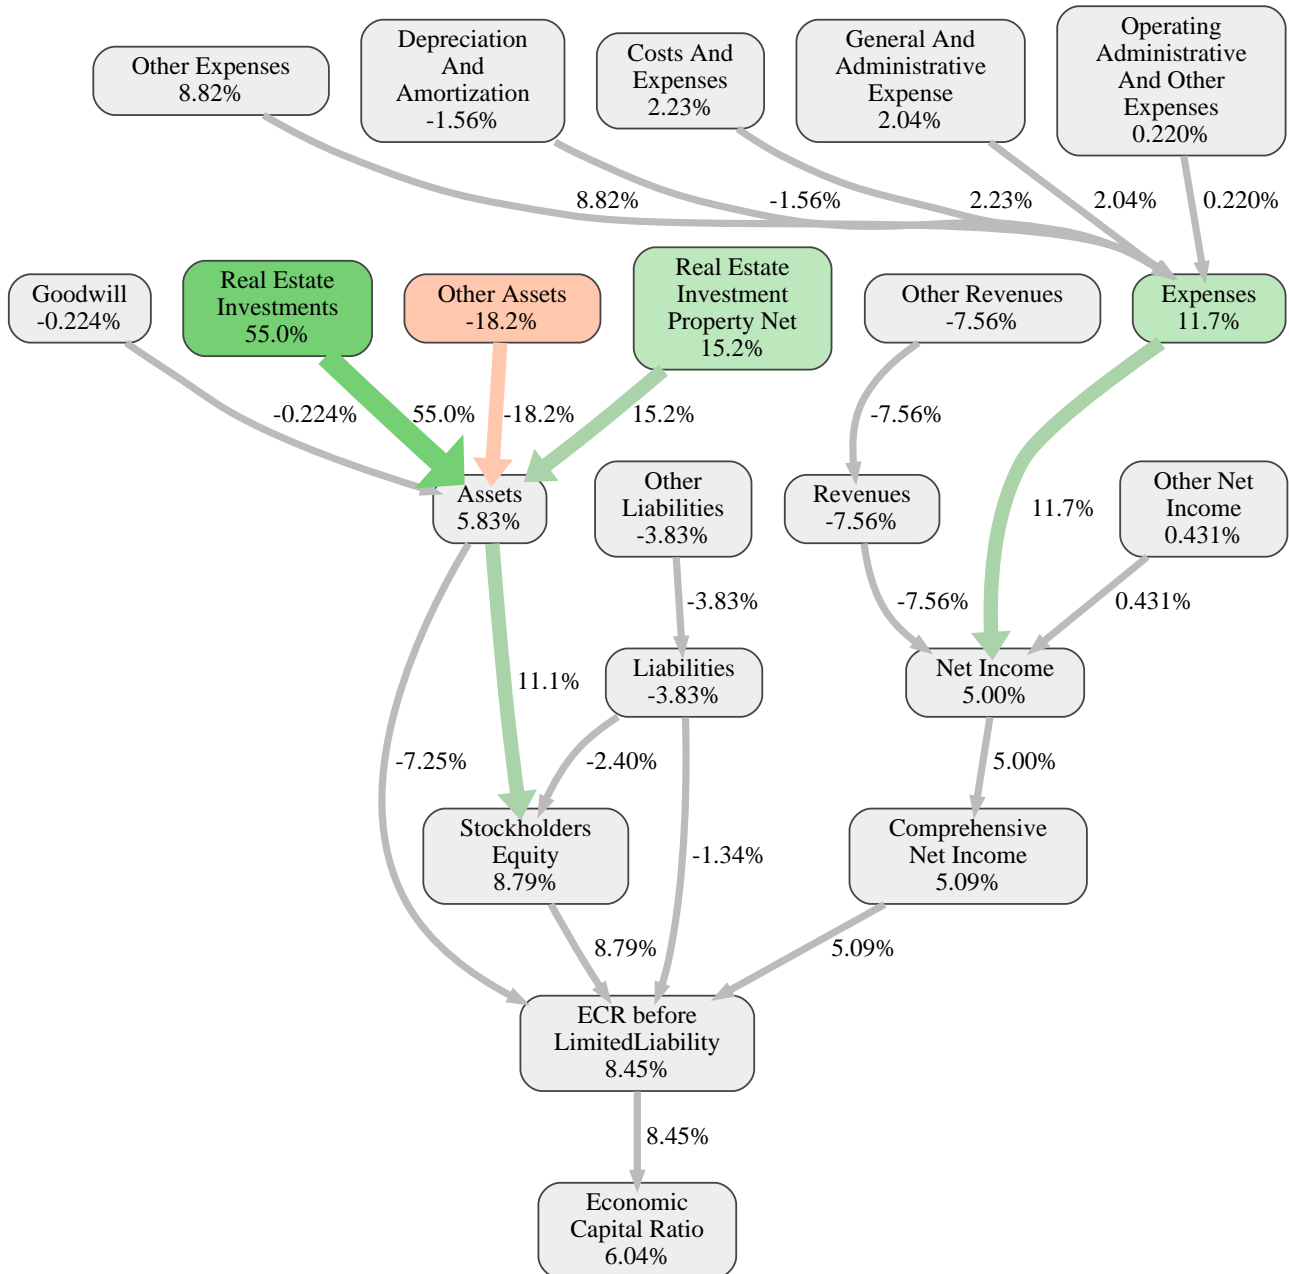 Other Expenses
8.82%
Depreciation
And
Amortization
-1.56%
Costs And
Expenses
2.23%
General And
Administrative
Expense
2.04%
Operating
Administrative
And Other
Expenses
0.220%
8.82%
-1.56%
2.23%
2.04%
0.220%
Goodwill
-0.224%
Real Estate
Investments
55.0%
Other Assets
-18.2%
Real Estate
Investment
Property Net
15.2%
Other Revenues
-7.56%
Expenses
11.7%
-0.224%
55.0%
-18.2%
15.2%
-7.56%
Assets
5.83%
Other
Liabilities
-3.83%
Revenues
-7.56%
11.7%
Other Net
Income
0.431%
-3.83%
-7.56%
0.431%
11.1%
Liabilities
-3.83%
Net Income
5.00%
-7.25%
-2.40%
-1.34%
5.00%
Stockholders
Equity
8.79%
Comprehensive
Net Income
5.09%
8.79%
5.09%
ECR before
LimitedLiability
8.45%
8.45%
Economic
Capital Ratio
6.04%